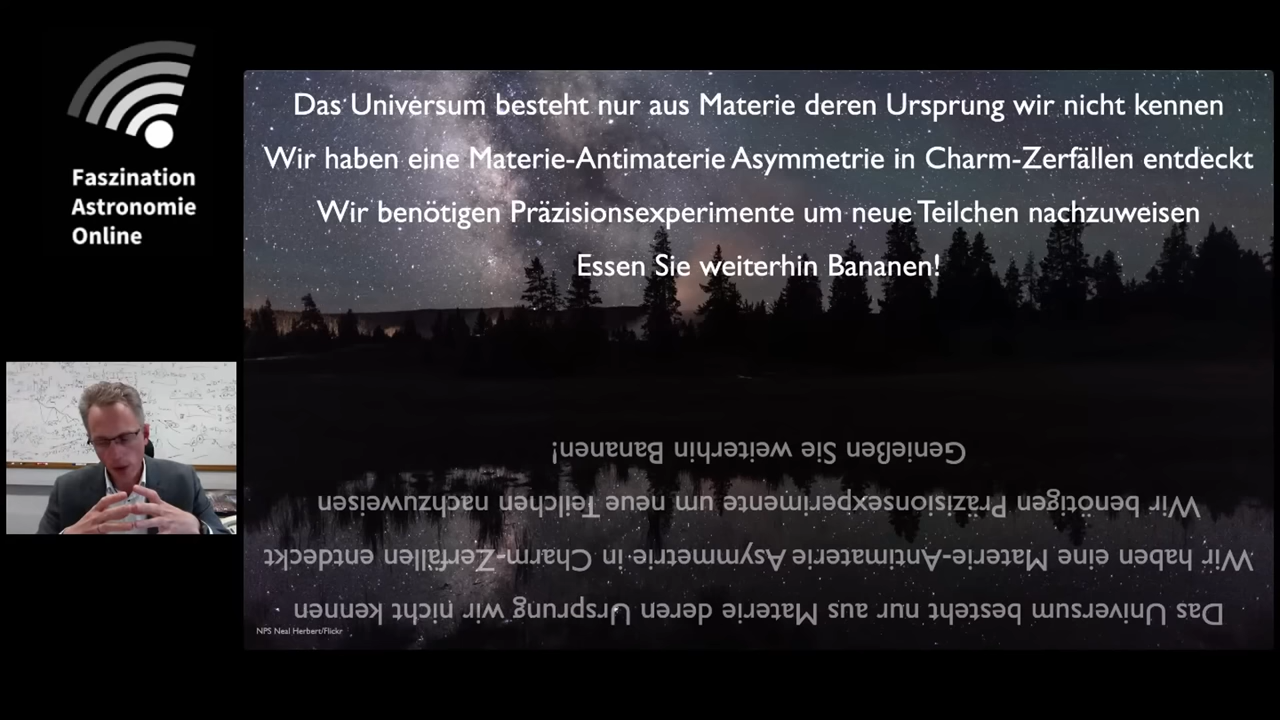 Faszination
Astronomie
Online
Das Universum besteht nur aus Materie deren Ursprung wir nicht kennen
Wir haben eine Materie-Antimaterie Asymmetrie in Charm-Zerfällen entdeckt
Wir benötigen Präzisionsexperimente um neue Teilchen nachzuweisen
Essen Sie weiterhin Bananen!
Genießen Sie weiterhin Bananen!
Wir benötigen Präzisionsexperimente um neue Teilchen nachzuweisen
Wir haben eine Materie-Antimaterie Asymmetrie in Charm-Zerfällen entdeckt
Das Universum besteht nur aus Materie deren Ursprung wir nicht kennen
NPS Neal Herbert/Flickr